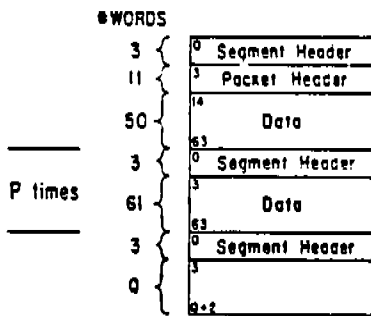 #WORDS
3 0 Segment Header
11 3 Packet Header
14
50 Data
63
3 0 Segment Header
3
P times 61 Data
63
3 0 Segment Header
3
Q
Q+2